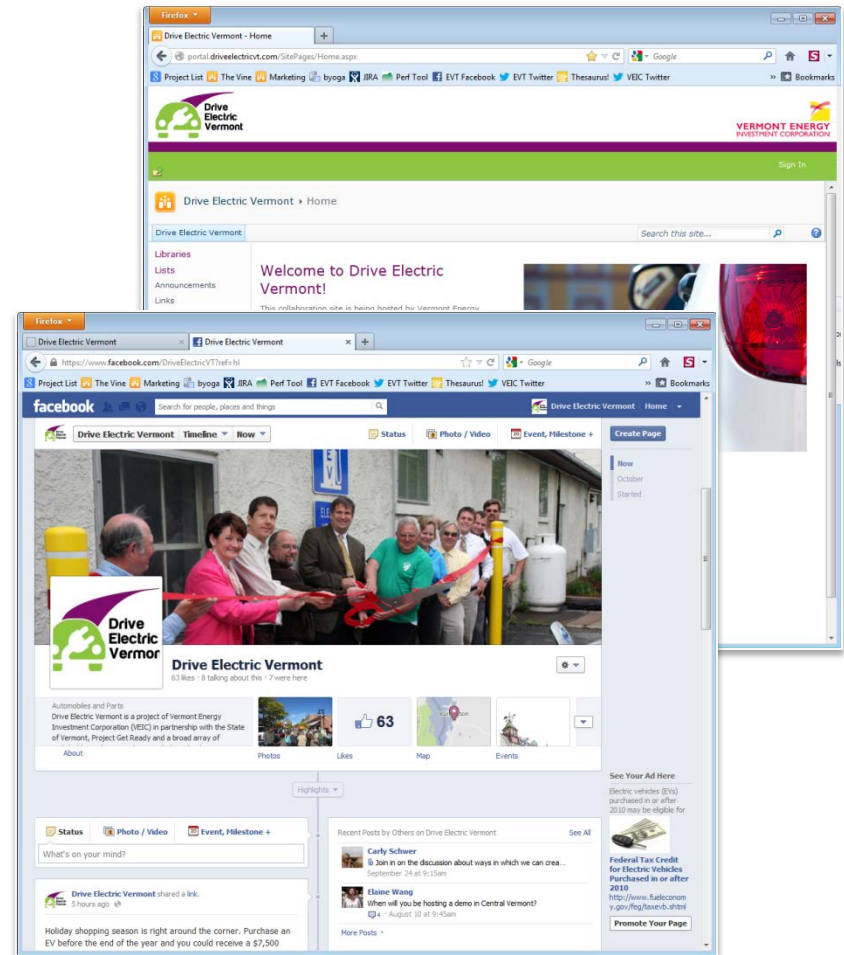 Firefox
Drive Electric Vermont - Home
portal.driveelectricvt.com/SitePages/Home.aspx
Google
Project List
The Vine
Marketing
byoga
JIRA
Perf Tool
EVT Facebook
EVT Twitter
Thesaurus!
VEIC Twitter
» Bookmarks
Drive
Electric
Vermont
VERMONT ENERGY
INVESTMENT CORPORATION
Sign In
Drive Electric Vermont › Home
Drive Electric Vermont
Search this site...
Libraries
Lists
Announcements
Links
Welcome to Drive Electric
Vermont!
This collaboration site is being hosted by Vermont Energy
Firefox
Drive Electric Vermont
Drive Electric Vermont
https://www.facebook.com/DriveElectricVT?ref=hl
Google
Project List
The Vine
Marketing
byoga
JIRA
Perf Tool
EVT Facebook
EVT Twitter
Thesaurus!
VEIC Twitter
» Bookmarks
facebook
Search for people, places and things
Drive Electric Vermont
Home
Drive Electric Vermont
Timeline
Now
Status
Photo / Video
Event, Milestone +
Create Page
Now
October
Started
EV
Drive
Electric
Vermor
Drive Electric Vermont
63 likes · 8 talking about this · 7 were here
Automobiles and Parts
Drive Electric Vermont is a project of Vermont Energy
Investment Corporation (VEIC) in partnership with the State
of Vermont, Project Get Ready and a broad array of
About
63
Photos
Likes
Map
Events
Highlights
See Your Ad Here
Electric vehicles (EVs)
purchased in or after
2010 may be eligible for
Federal Tax Credit
for Electric Vehicles
Purchased in or after
2010
http://www.fueleconom
y.gov/feg/taxevb.shtml
Promote Your Page
Status
Photo / Video
Event, Milestone +
What's on your mind?
Recent Posts by Others on Drive Electric Vermont
See All
Carly Schwer
Join in on the discussion about ways in which we can crea...
September 24 at 9:15am
Elaine Wang
When will you be hosting a demo in Central Vermont?
4 · August 10 at 9:45am
More Posts
Drive Electric Vermont shared a link.
5 hours ago
Holiday shopping season is right around the corner. Purchase an
EV before the end of the year and you could receive a $7,500